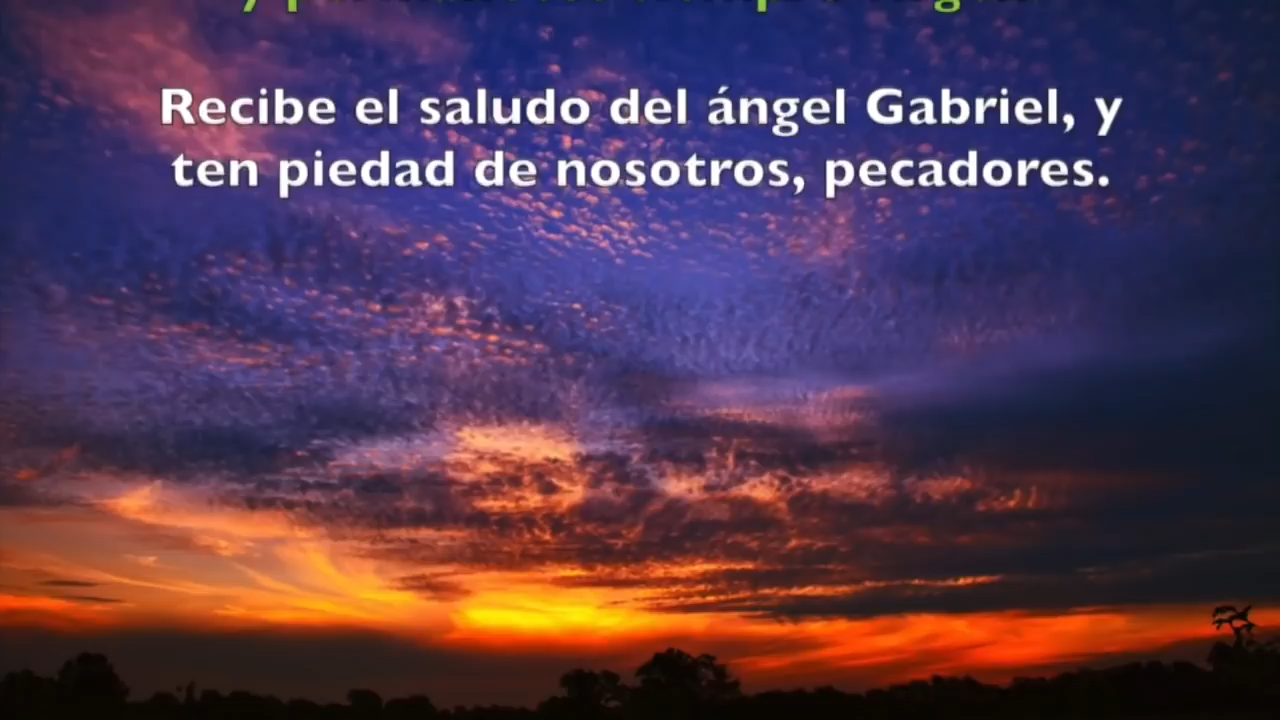 Recibe el saludo del ángel Gabriel, y
ten piedad de nosotros, pecadores.